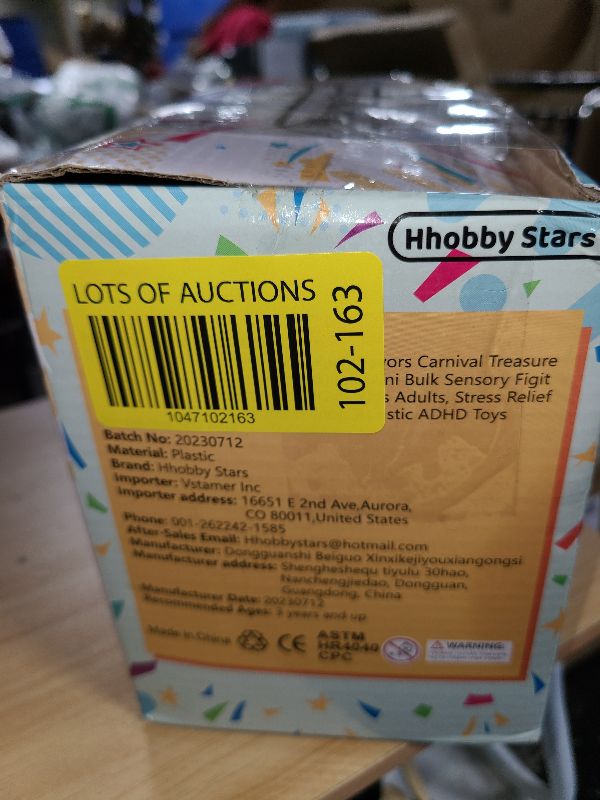 Hhobby Stars
LOTS OF AUCTIONS
1047102163
102-163
Carnival Treasure
Bulk Sensory Figit
Adults, Stress Relief
ADHD Toys
Batch No: 20230712
Material: Plastic
Brand: Hhobby Stars
Importer: Vstamer Inc
Importer address: 16651 E 2nd Ave,Aurora,
CO 80011,United States
Phone: 001-262242-1585
After-Sales Email: Hhobbystars@hotmail.com
Manufacturer: Dongguanshi Beiguo Xinxikejiyouxiangongsi
Manufacturer address: Shengheshequ tiyulu 30hao,
Nanchengjiedao, Dongguan,
Guangdong, China
Manufacturer Date: 20230712
Recommended Ages: 3 years and up
Made in China
CE
ASTM
HR4040
CPC
WARNING: